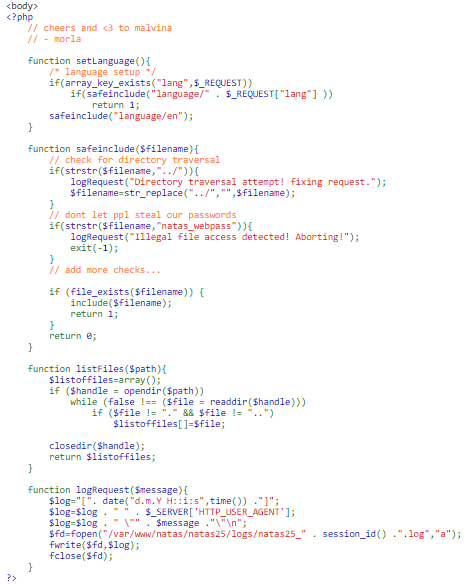 <body>
<?php
    // cheers and <3 to malvina
    // - morla

    function setLanguage(){
        /* language setup */
        if(array_key_exists("lang",$_REQUEST))
            if(safeinclude("language/" . $_REQUEST["lang"] ))
                return 1;
        safeinclude("language/en");
    }

    function safeinclude($filename){
        // check for directory traversal
        if(strstr($filename,"../")){
            logRequest("Directory traversal attempt! fixing request.");
            $filename=str_replace("../","",$filename);
        }
        // dont let ppl steal our passwords
        if(strstr($filename,"natas_webpass")){
            logRequest("Illegal file access detected! Aborting!");
            exit(-1);
        }
        // add more checks...

        if (file_exists($filename)) {
            include($filename);
            return 1;
        }
        return 0;
    }

    function listFiles($path){
        $listoffiles=array();
        if ($handle = opendir($path))
            while (false !== ($file = readdir($handle)))
                if ($file != "." && $file != "..")
                    $listoffiles[]=$file;

        closedir($handle);
        return $listoffiles;
    }

    function logRequest($message){
        $log="[". date("d.m.Y H::i:s",time()) ."]";
        $log=$log . " " . $_SERVER['HTTP_USER_AGENT'];
        $log=$log . " \"" . $message ."\"\n";
        $fd=fopen("/var/www/natas/natas25/logs/natas25_" . session_id() .".log","a");
        fwrite($fd,$log);
        fclose($fd);
    }
?>